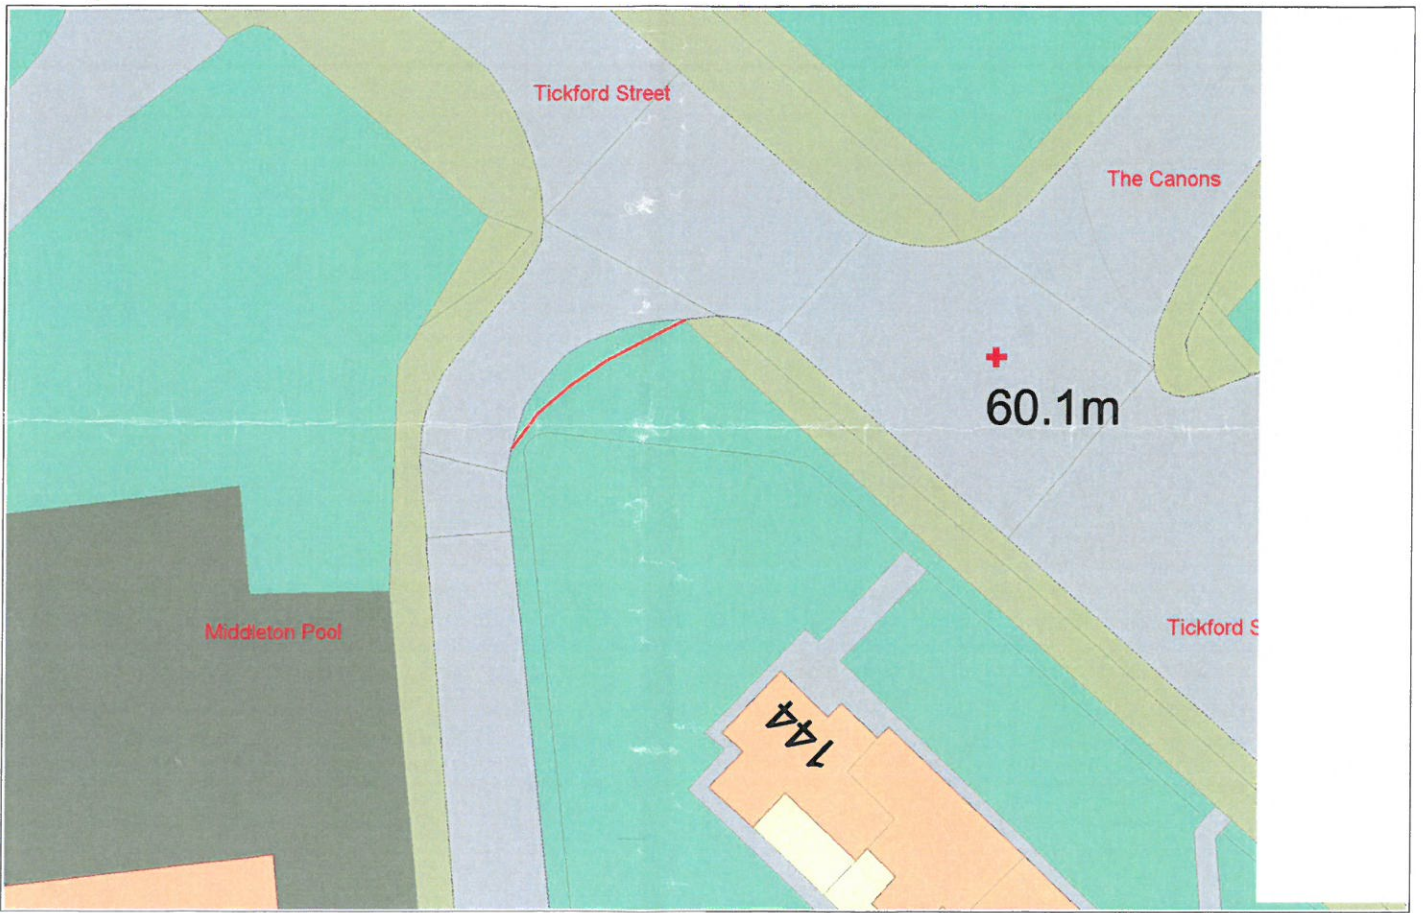 Tickford Street
The Canons
60.1m
Tickford S
Middleton Pool
144